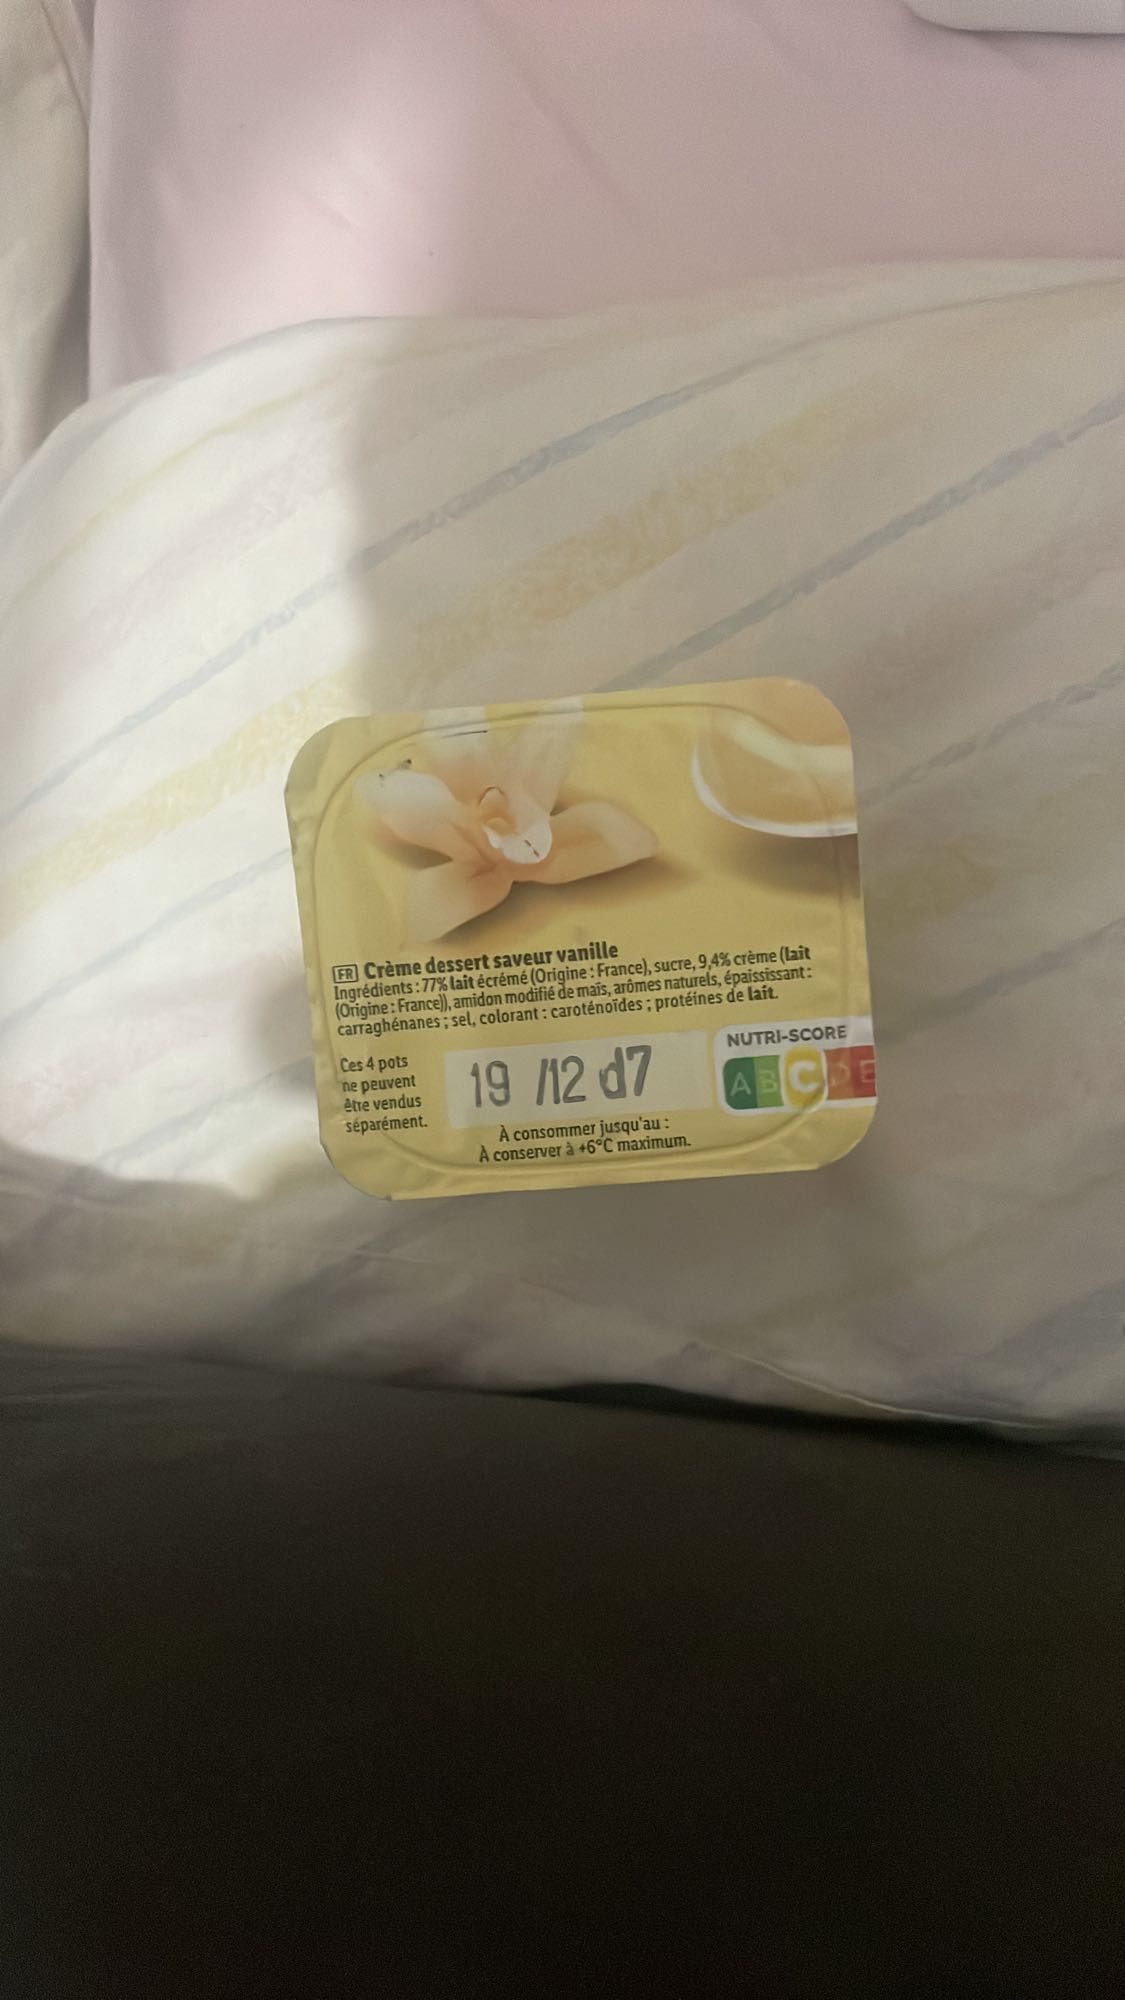 FR Crème dessert saveur vanille
Ingrédients : 77% lait écrémé (Origine : France), sucre, 9,4% crème (lait
(Origine : France)), amidon modifié de maïs, arômes naturels, épaississant :
carraghénanes ; sel, colorant : caroténoïdes ; protéines de lait.
Ces 4 pots
ne peuvent
être vendus
séparément.
19 /12 d7
NUTRI-SCORE
A B C D E
À consommer jusqu'au :
À conserver à +6°C maximum.